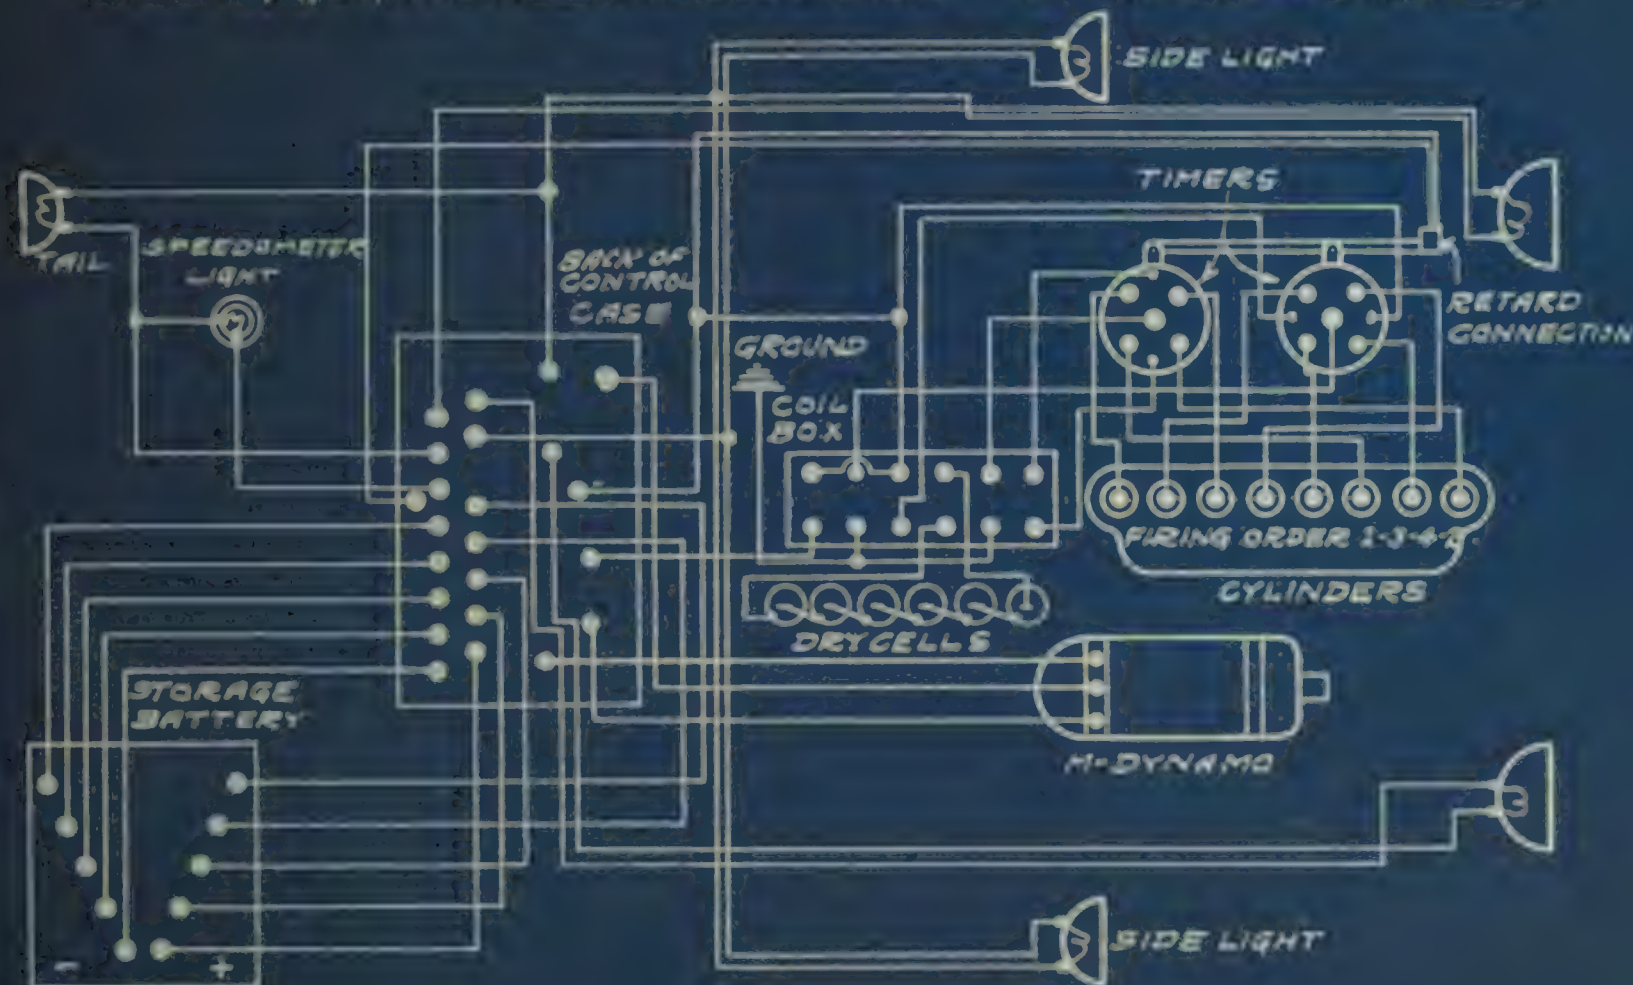 SIDE LIGHT
TIMERS
TAIL
SPEEDOMETER
LIGHT
BACK OF
CONTROL
CASE
RETARD
CONNECTION
GROUND
COIL
BOX
FIRING ORDER 1-3-4-2
CYLINDERS
DRY CELLS
STORAGE
BATTERY
M-DYNAMO
SIDE LIGHT
- +